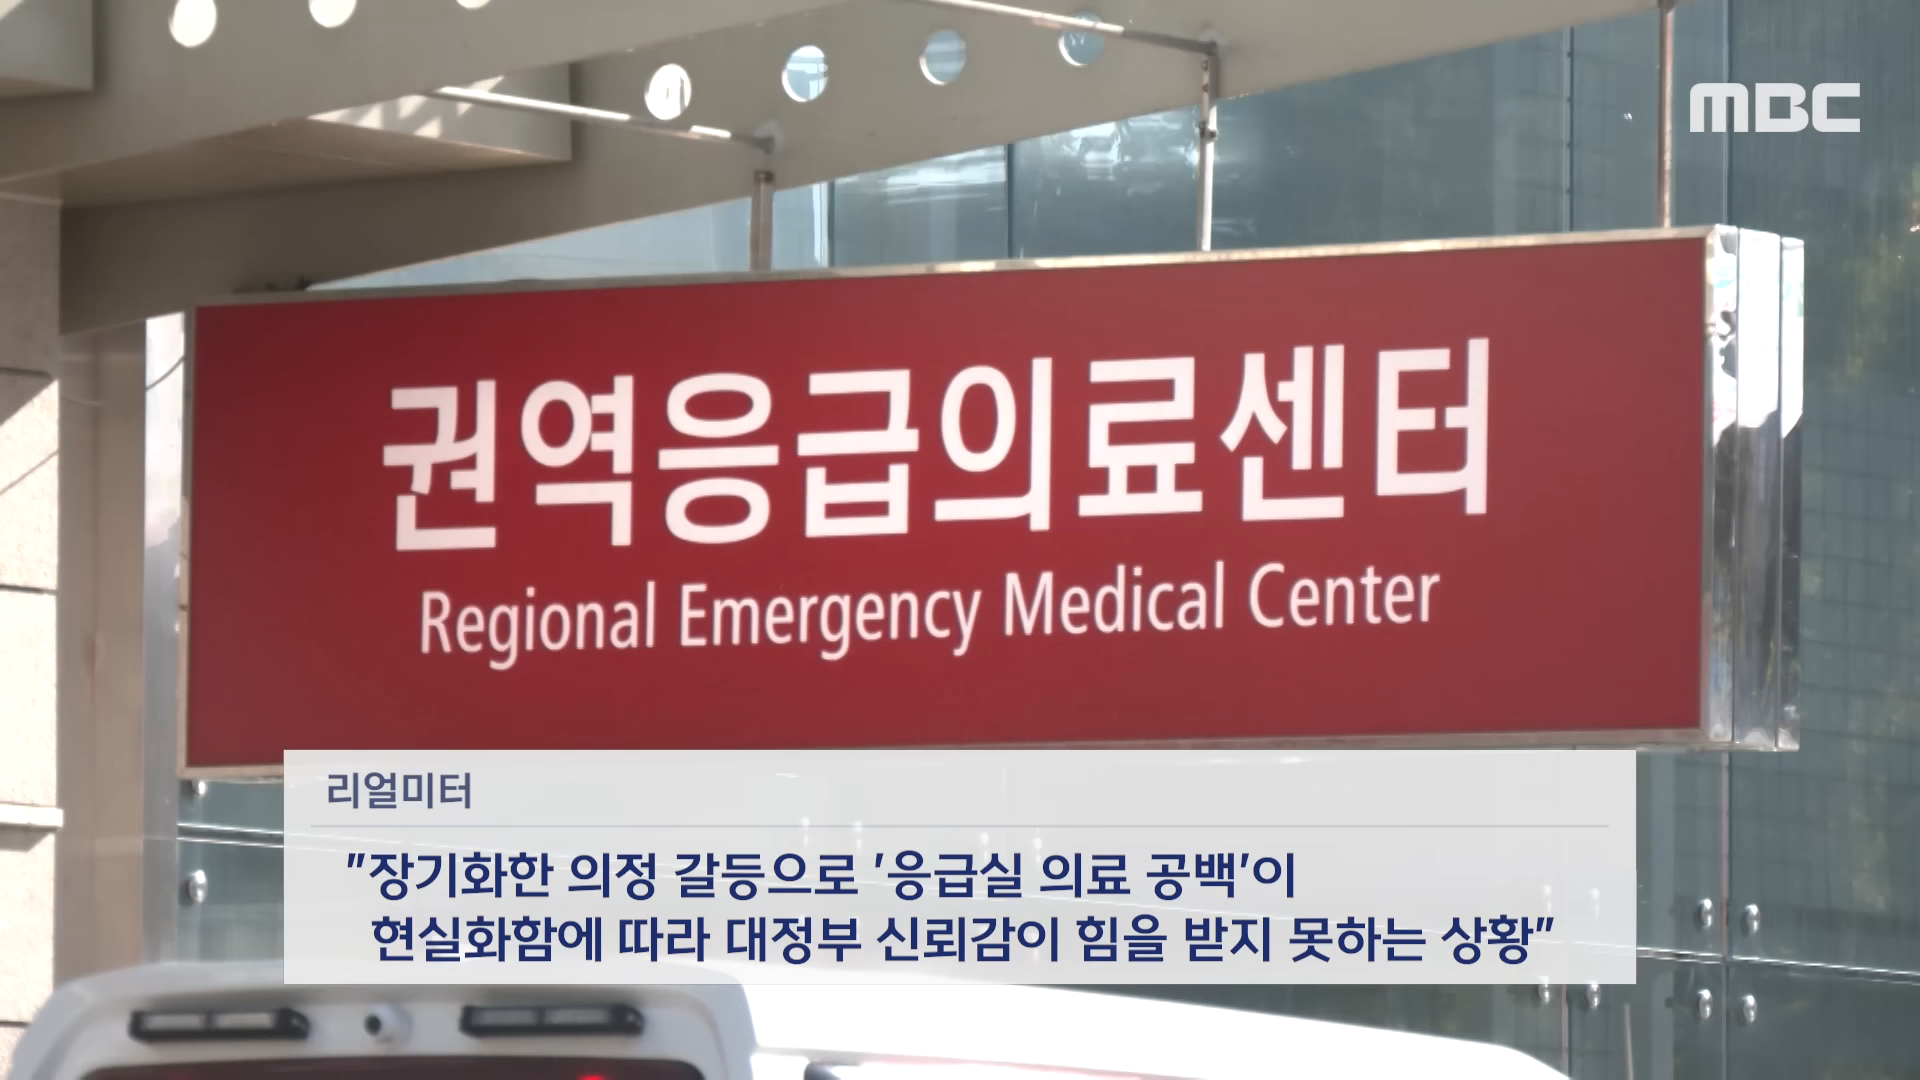 MBC
권역응급의료센터
Regional Emergency Medical Center
리얼미터
"장기화한 의정 갈등으로 '응급실 의료 공백'이
현실화함에 따라 대정부 신뢰감이 힘을 받지 못하는 상황"